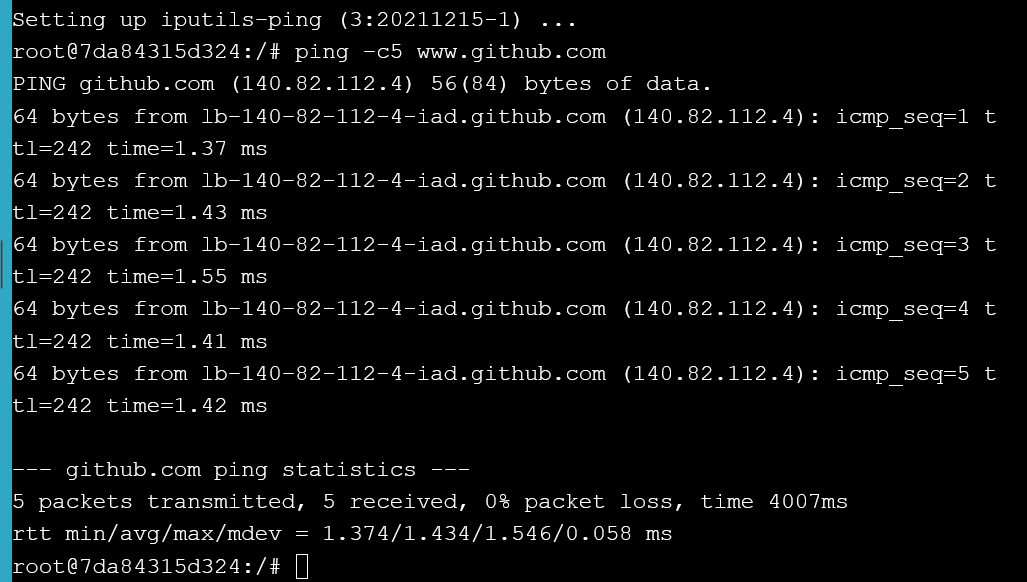 Setting up iputils-ping (3:20211215-1) ...
root@7da84315d324:/# ping -c5 www.github.com
PING github.com (140.82.112.4) 56(84) bytes of data.
64 bytes from lb-140-82-112-4-iad.github.com (140.82.112.4): icmp_seq=1 t
tl=242 time=1.37 ms
64 bytes from lb-140-82-112-4-iad.github.com (140.82.112.4): icmp_seq=2 t
tl=242 time=1.43 ms
64 bytes from lb-140-82-112-4-iad.github.com (140.82.112.4): icmp_seq=3 t
tl=242 time=1.55 ms
64 bytes from lb-140-82-112-4-iad.github.com (140.82.112.4): icmp_seq=4 t
tl=242 time=1.41 ms
64 bytes from lb-140-82-112-4-iad.github.com (140.82.112.4): icmp_seq=5 t
tl=242 time=1.42 ms
--- github.com ping statistics ---
5 packets transmitted, 5 received, 0% packet loss, time 4007ms
rtt min/avg/max/mdev = 1.374/1.434/1.546/0.058 ms
root@7da84315d324:/#